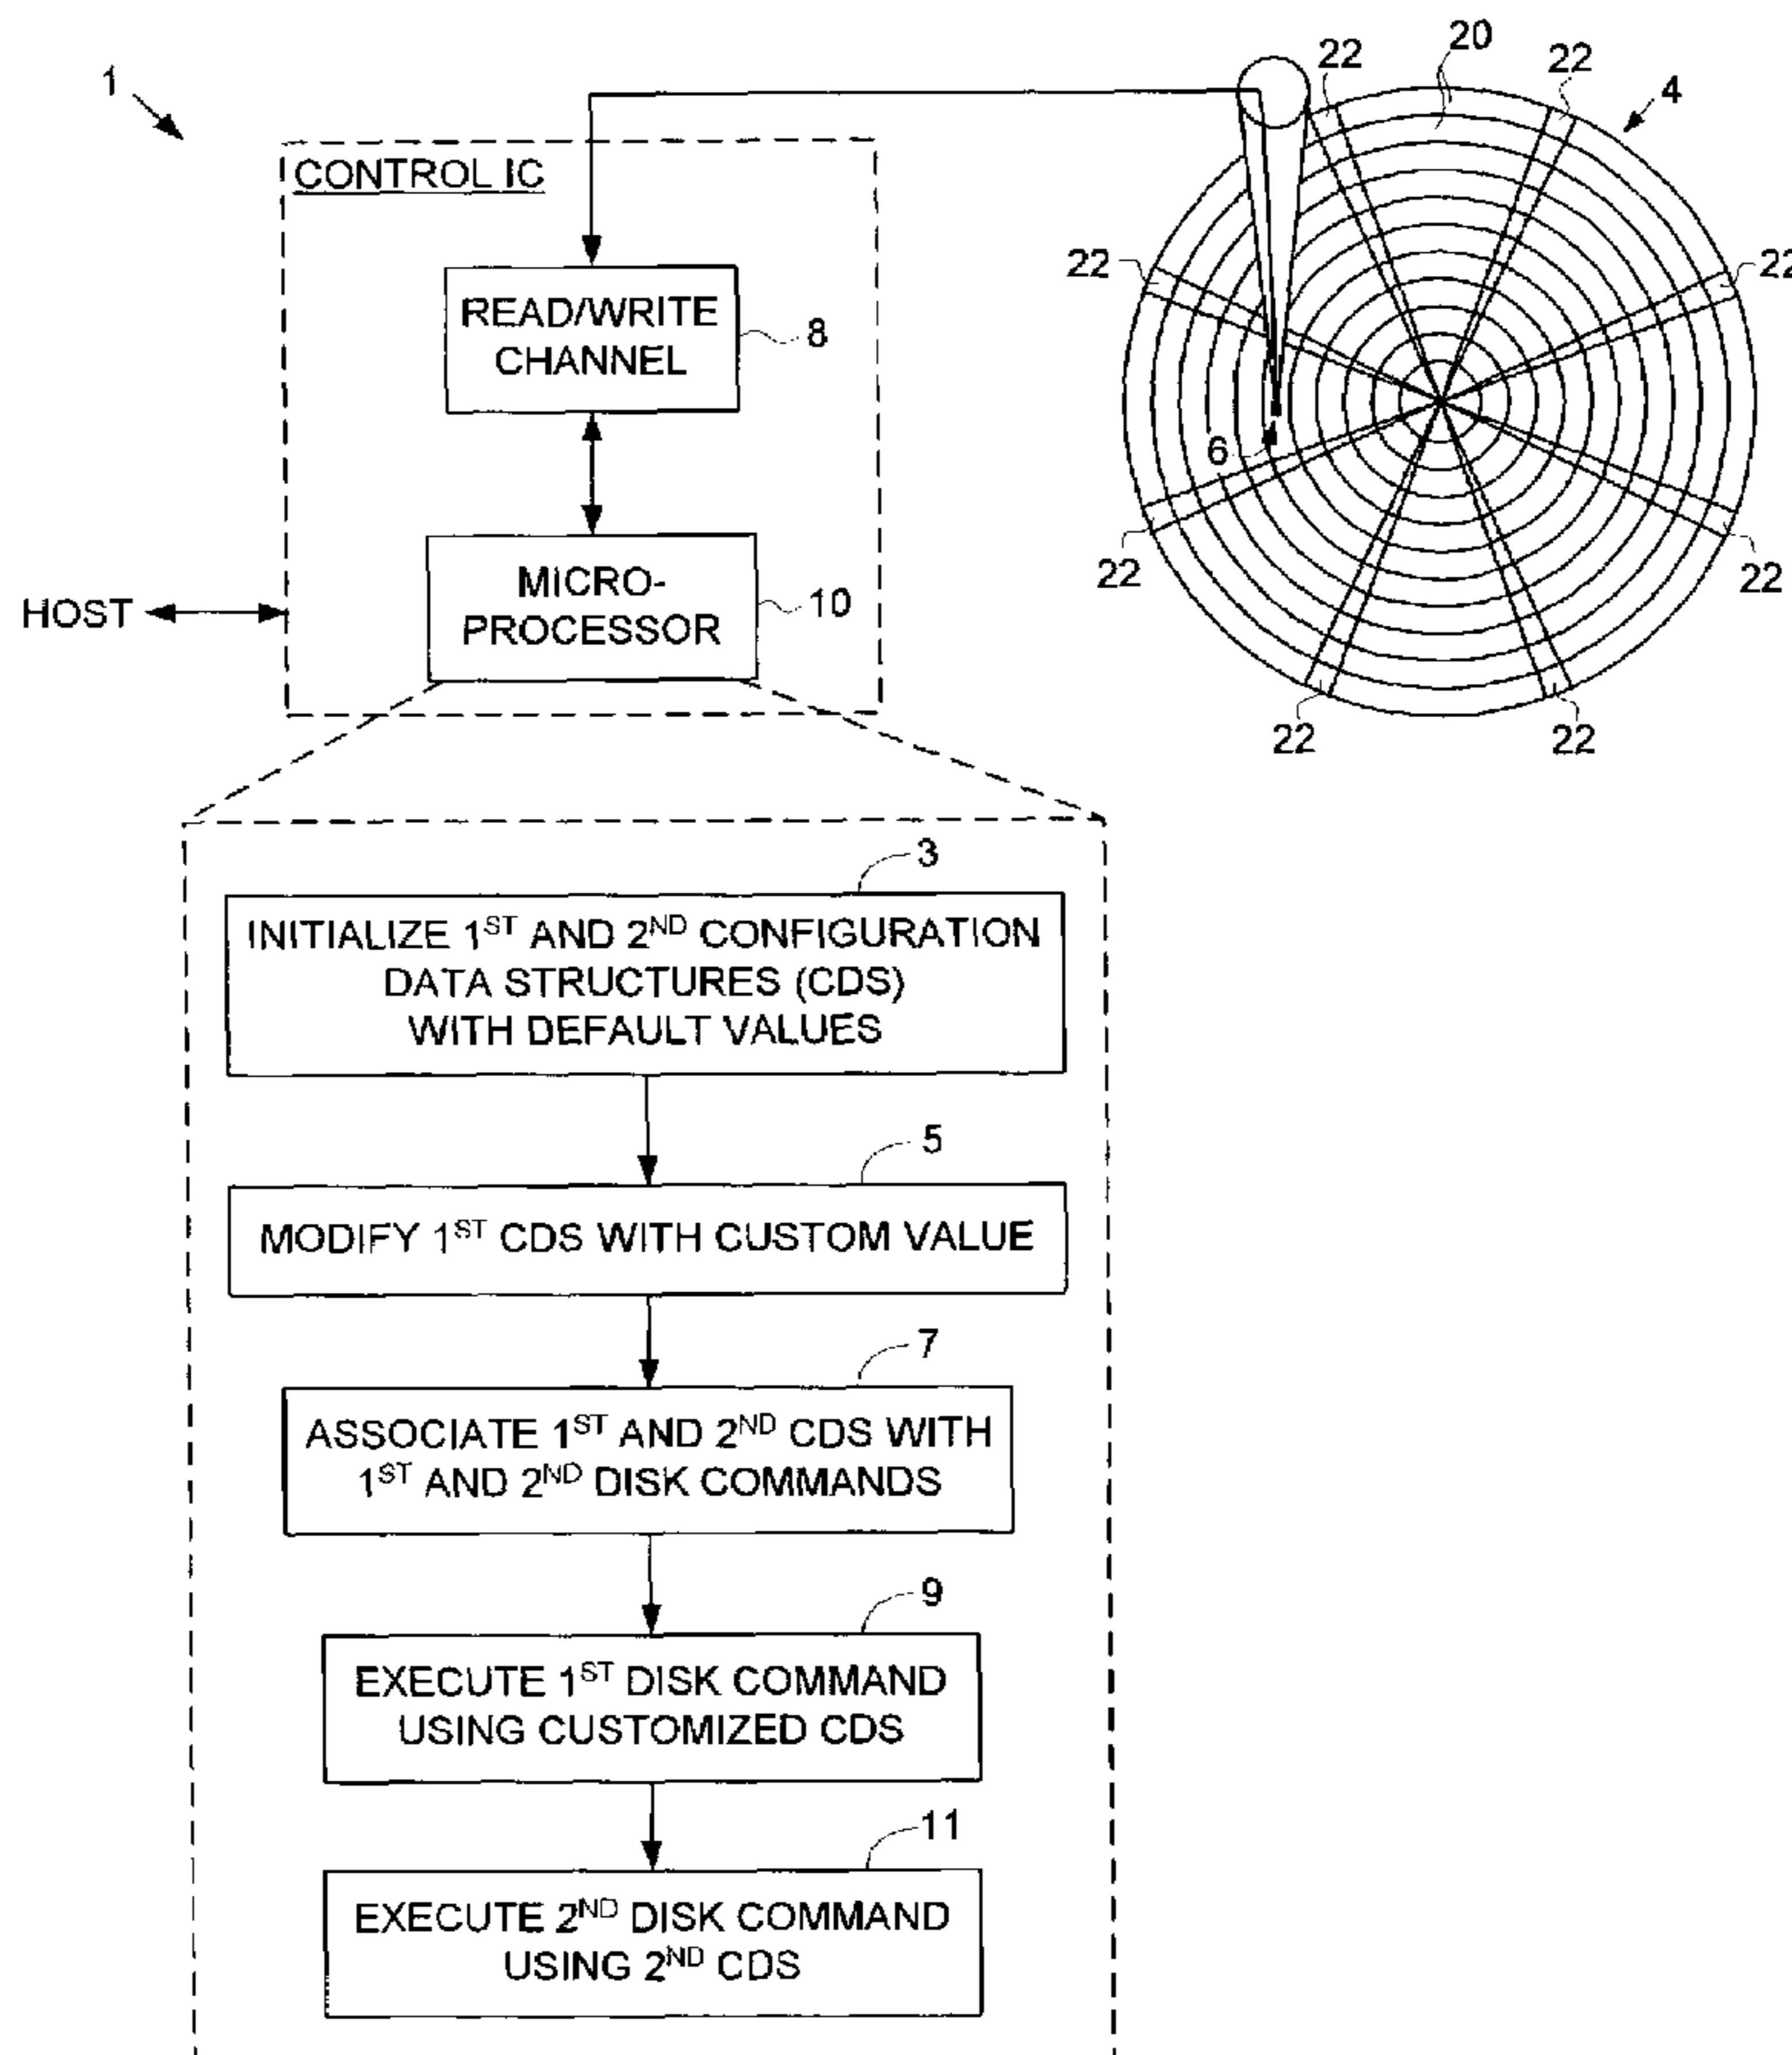 1
CONTROL IC
READ/WRITE
CHANNEL
8
MICRO-
PROCESSOR
10
HOST
20
22
22
4
22
22
6
22
22
22
22
3
INITIALIZE 1ST AND 2ND CONFIGURATION
DATA STRUCTURES (CDS)
WITH DEFAULT VALUES
5
MODIFY 1ST CDS WITH CUSTOM VALUE
7
ASSOCIATE 1ST AND 2ND CDS WITH
1ST AND 2ND DISK COMMANDS
9
EXECUTE 1ST DISK COMMAND
USING CUSTOMIZED CDS
11
EXECUTE 2ND DISK COMMAND
USING 2ND CDS